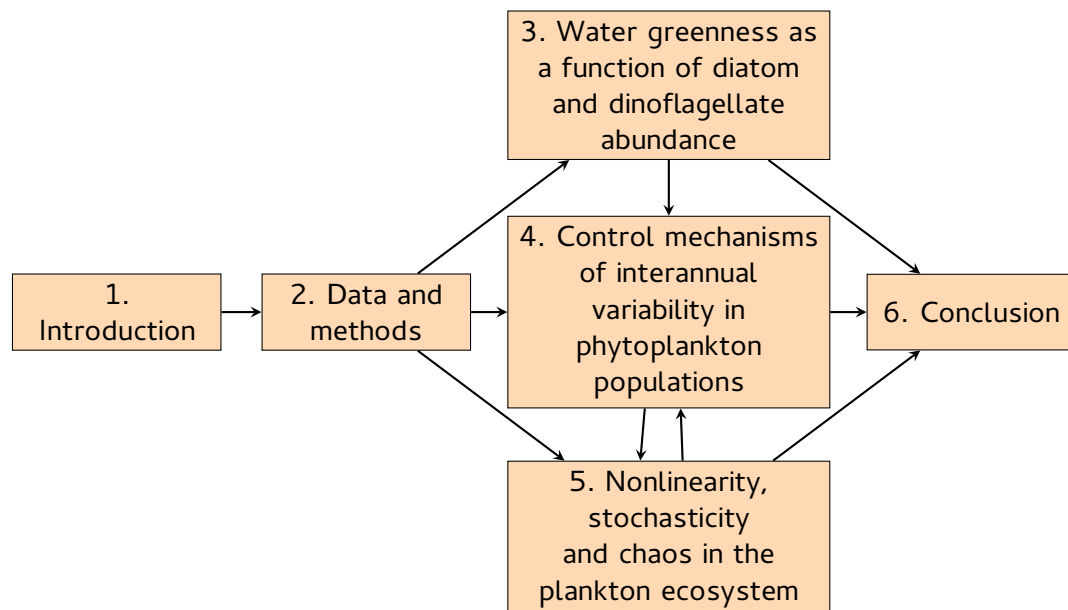 1.
Introduction
2. Data and
methods
3. Water greenness as
a function of diatom
and dinoflagellate
abundance
4. Control mechanisms
of interannual
variability in
phytoplankton
populations
5. Nonlinearity,
stochasticity
and chaos in the
plankton ecosystem
6. Conclusion